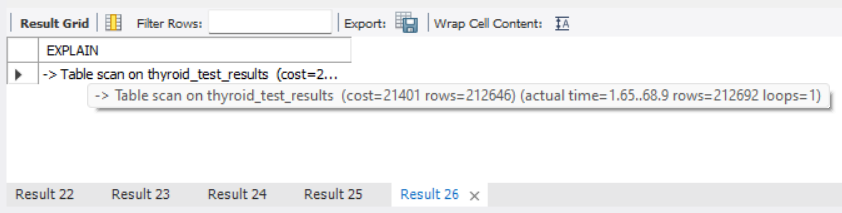 Result Grid Filter Rows: Export: Wrap Cell Content: IA
EXPLAIN
-> Table scan on thyroid_test_results (cost=2...
-> Table scan on thyroid_test_results (cost=21401 rows=212646) (actual time=1.65..68.9 rows=212692 loops=1)
Result 22 Result 23 Result 24 Result 25 Result 26 ×